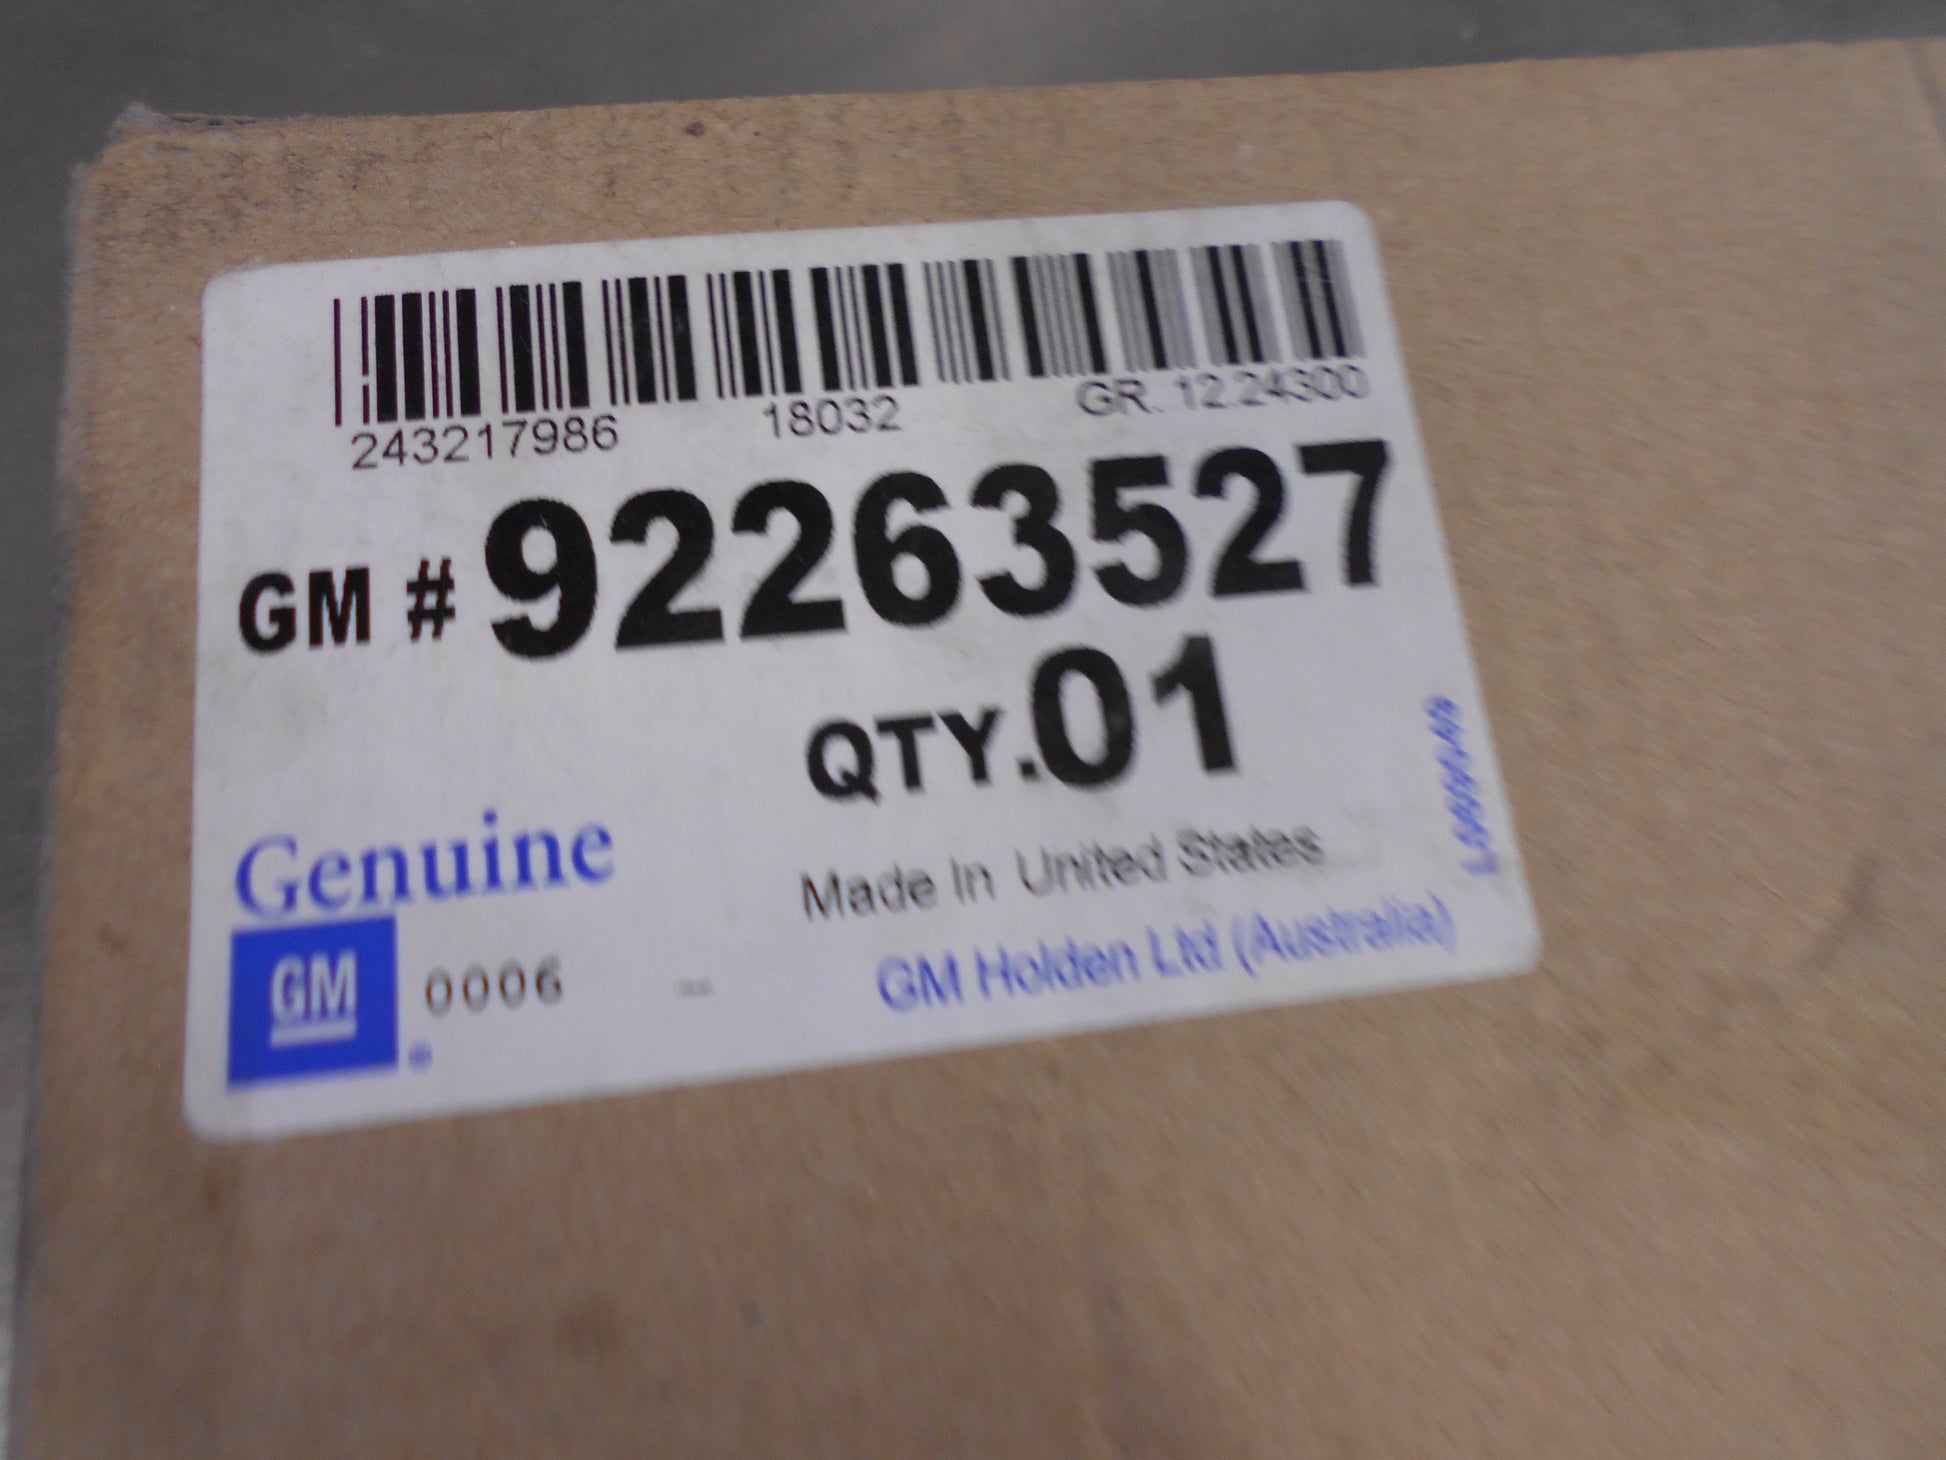 243217986 18032 GR. 12.24300
GM # 92263527
QTY.01
Genuine
Made In United States
GM 0006
GM Holden Ltd (Australia)